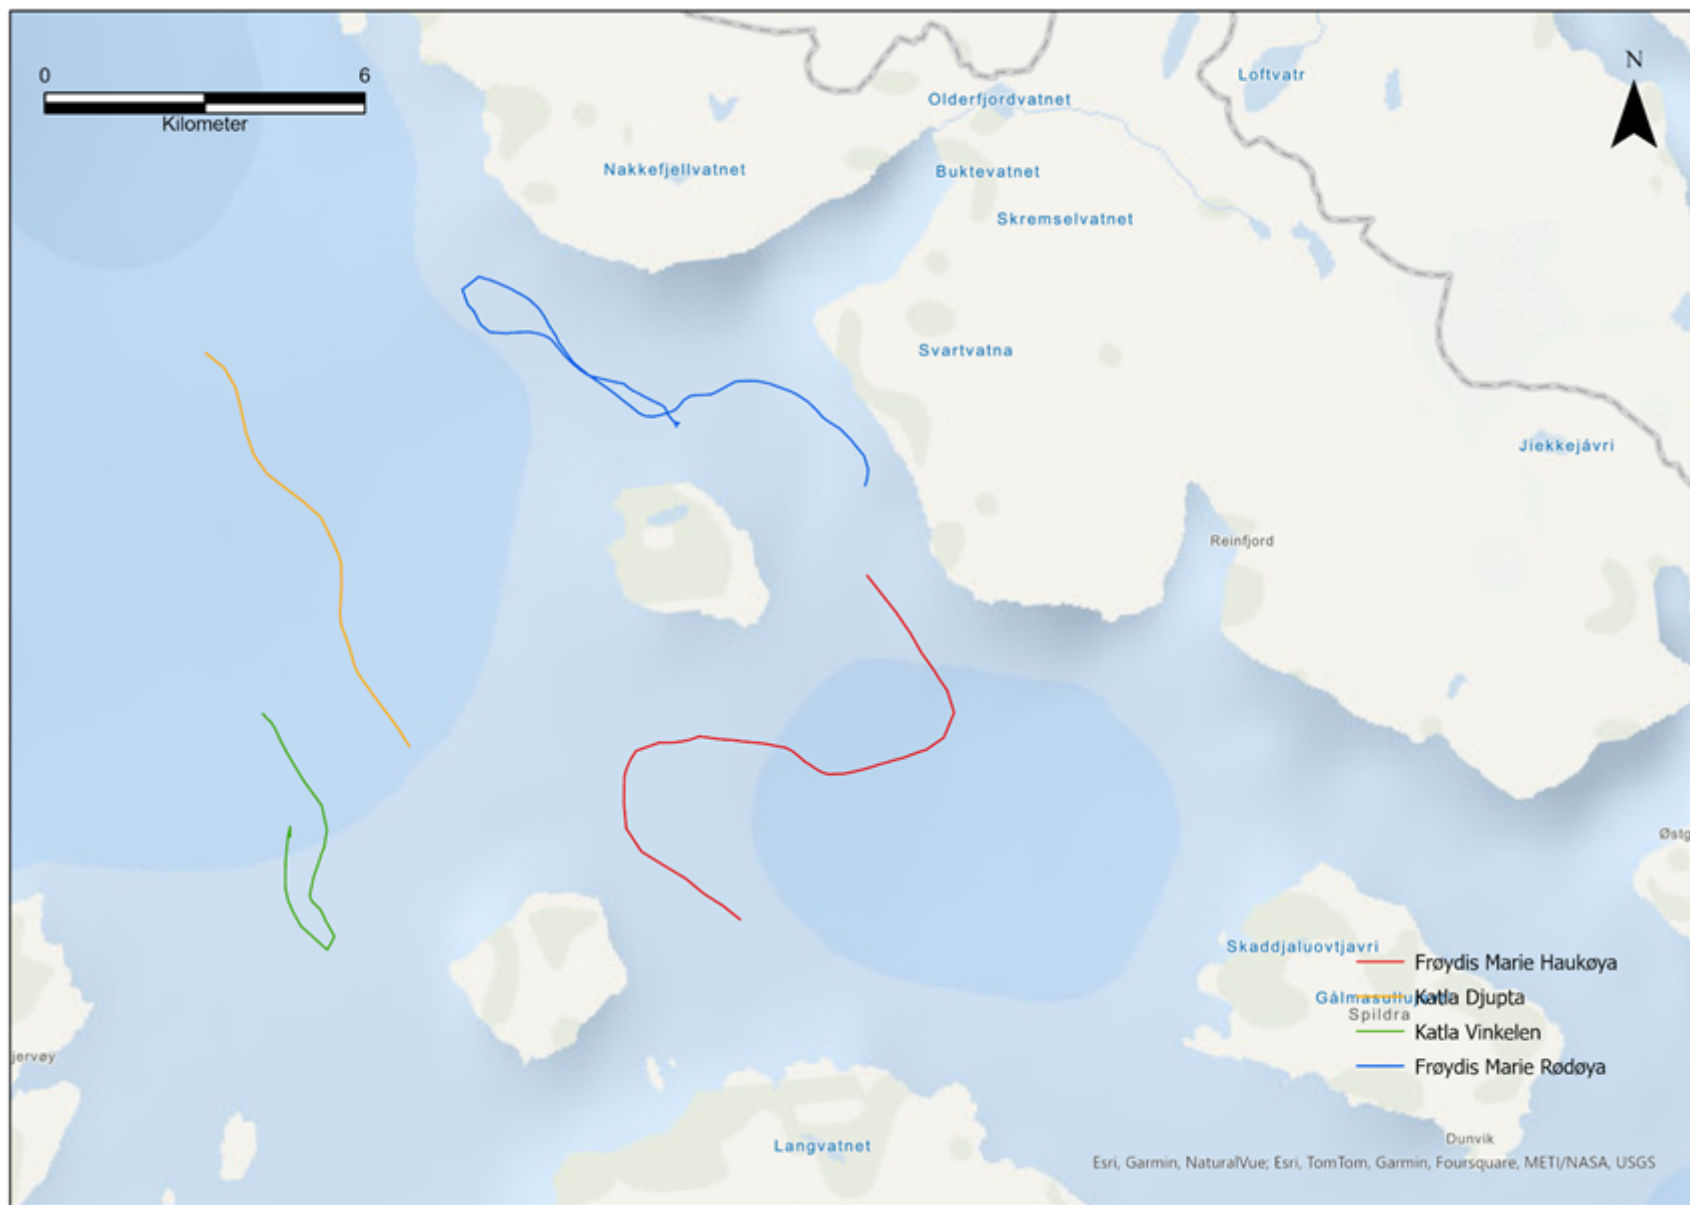 0 6
Kilometer
N
Loftvatr
Olderfjordvatnet
Nakkefjellvatnet
Buktevatnet
Skremselvatnet
Svartvatna
Jiekkejávri
Reinfjord
Østg
Skaddjaluovtjavri
Frøydis Marie Haukøya
Katla Djupta
Spildra
Katla Vinkelen
jervøy
Frøydis Marie Rødøya
Dunvik
Langvatnet
Esri, Garmin, NaturalVue; Esri, TomTom, Garmin, Foursquare, METI/NASA, USGS